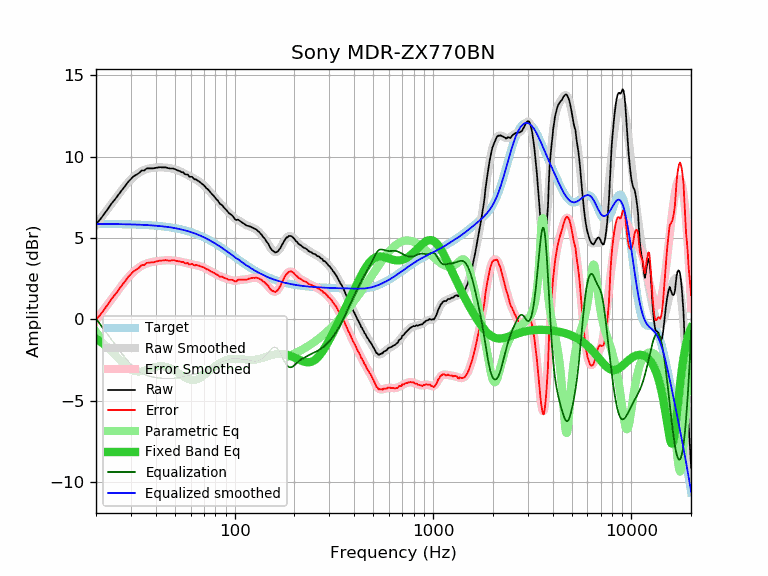 Sony MDR-ZX770BN
Amplitude (dBr)
15
10
5
0
−5
−10
Target
Raw Smoothed
Error Smoothed
Raw
Error
Parametric Eq
Fixed Band Eq
Equalization
Equalized smoothed
100
1000
10000
Frequency (Hz)